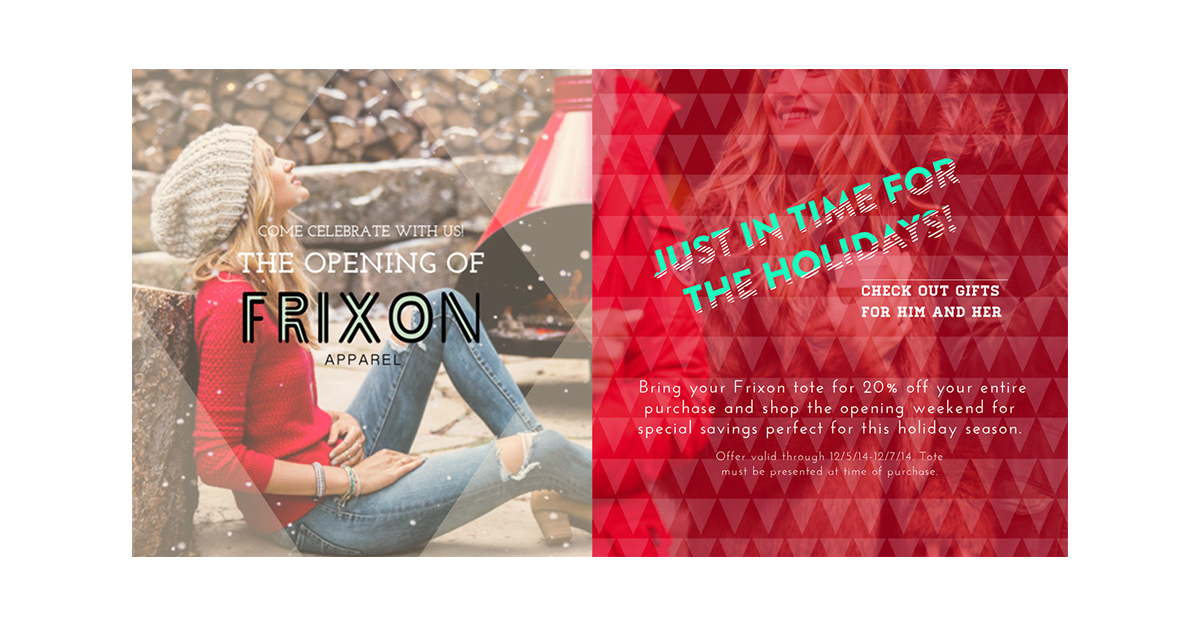 COME CELEBRATE WITH US!
THE OPENING OF
FRIXON
APPAREL
JUST IN TIME FOR
THE HOLIDAYS!
CHECK OUT GIFTS
FOR HIM AND HER
Bring your Frixon tote for 20% off your entire
purchase and shop the opening weekend for
special savings perfect for this holiday season.
Offer valid through 12/5/14-12/7/14. Tote
must be presented at time of purchase.